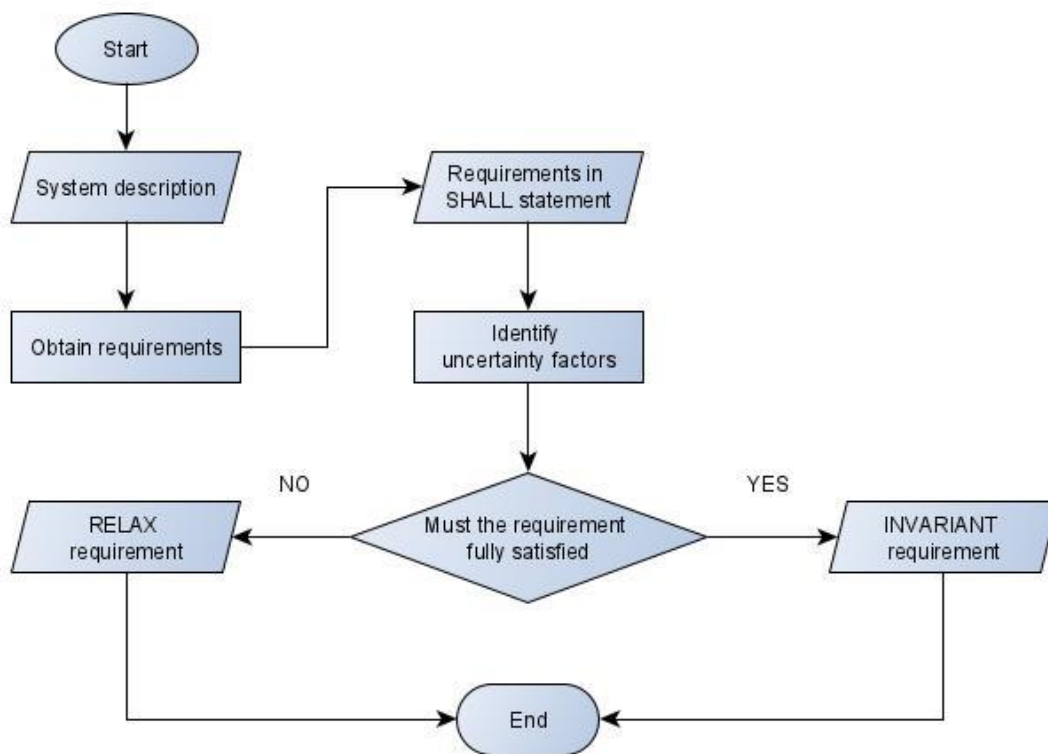 Start
System description
Obtain requirements
Requirements in
SHALL statement
Identify
uncertainty factors
Must the requirement
fully satisfied
NO
RELAX
requirement
YES
INVARIANT
requirement
End